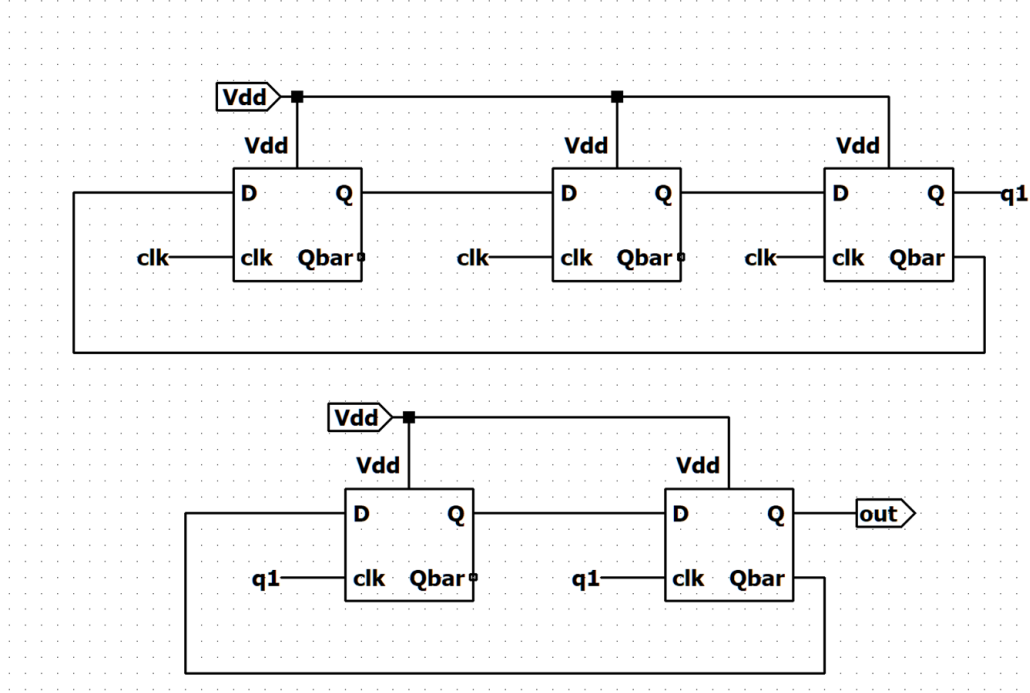 Vdd
Vdd Vdd Vdd
D Q D Q D Q q1
clk clk Qbar clk clk Qbar clk clk Qbar
Vdd
Vdd Vdd
D Q D Q out
q1 clk Qbar q1 clk Qbar